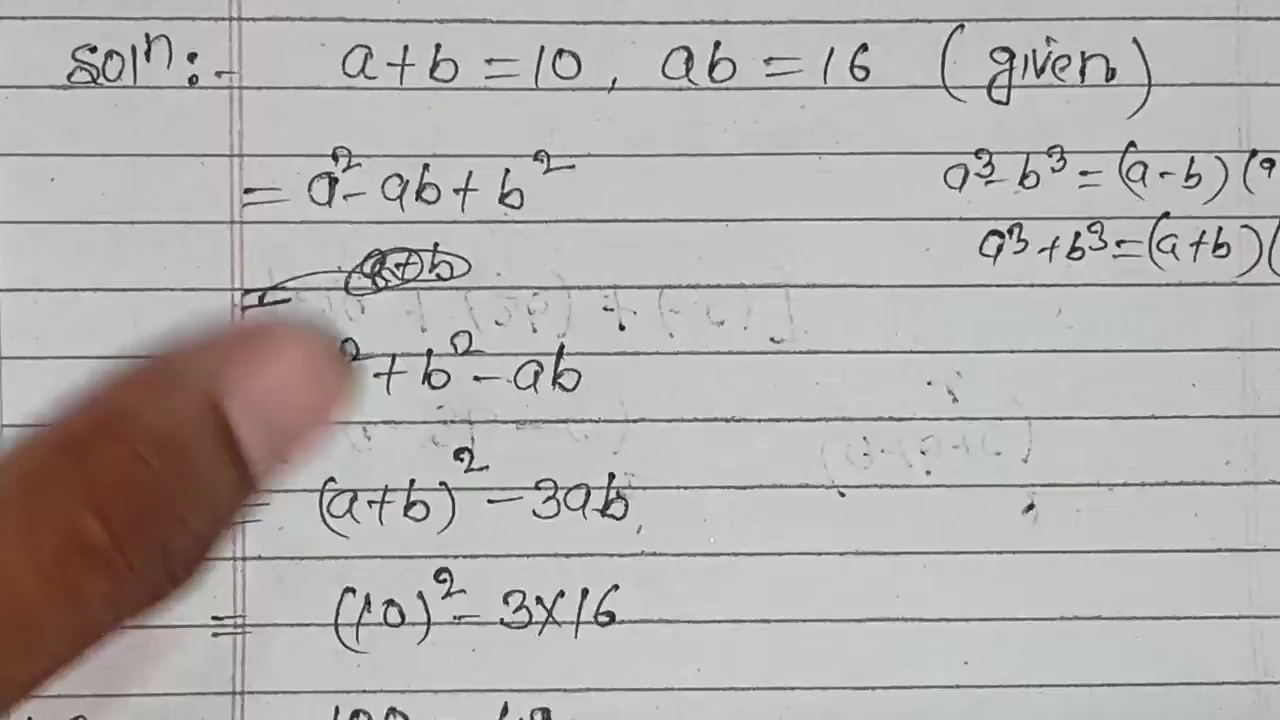 soln:- a+b=10, ab=16 (given)
= a²-ab+b²
a³-b³=(a-b)(a
a³+b³=(a+b)(
= a+b
²+b²-ab
= (a+b)²-3ab
= (10)²-3×16